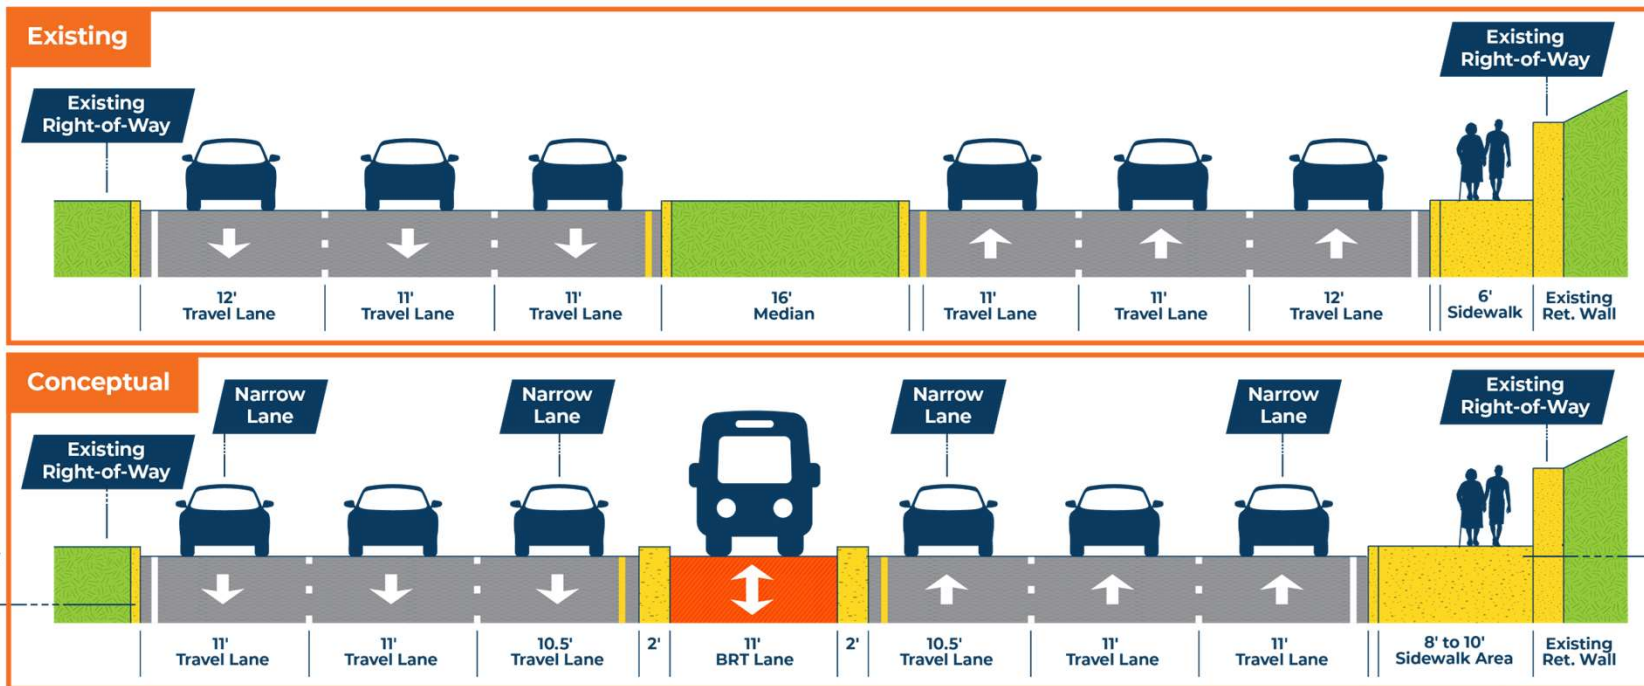 Existing
Existing
Right-of-Way
Existing
Right-of-Way
12'
Travel Lane
11'
Travel Lane
11'
Travel Lane
16'
Median
11'
Travel Lane
11'
Travel Lane
12'
Travel Lane
6'
Sidewalk
Existing
Ret. Wall
Conceptual
Existing
Right-of-Way
Narrow
Lane
Narrow
Lane
Narrow
Lane
Narrow
Lane
Existing
Right-of-Way
11'
Travel Lane
11'
Travel Lane
10.5'
Travel Lane
2'
11'
BRT Lane
2'
10.5'
Travel Lane
11'
Travel Lane
11'
Travel Lane
8' to 10'
Sidewalk Area
Existing
Ret. Wall